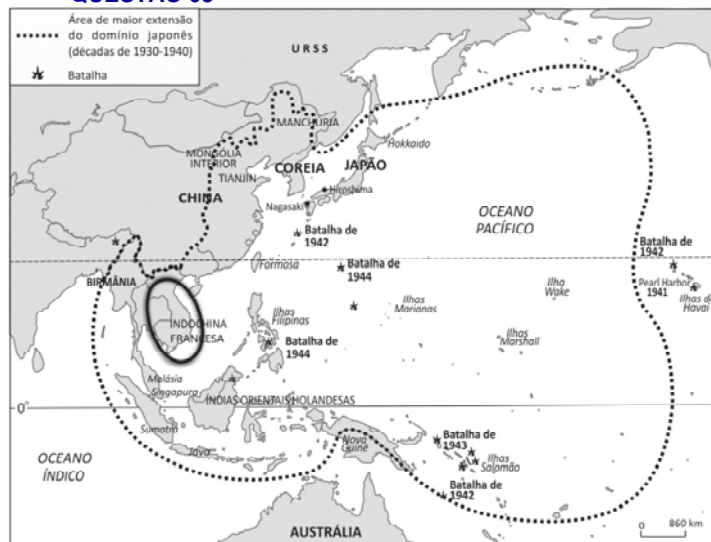 Área de maior extensão
do domínio japonês
(décadas de 1930-1940)
Batalha
URSS
MANCHURIA
MONGÓLIA
INTERIOR
TIANJIN
Hokkaido
COREIA
JAPÃO
CHINA
Hiroshima
Nagasaki
Batalha de
1942
OCEANO
PACÍFICO
Batalha de
1942
Formosa
Batalha de
1944
BIRMÂNIA
Pearl Harbor
1941
Ilhas do
Havaí
Ilha
Wake
Ilhas
Marianas
Ilhas
Filipinas
INDOCHINA
FRANCESA
Ilhas
Marshall
Batalha de
1944
Malásia
Singapura
ÍNDIAS ORIENTAIS HOLANDESAS
0°
Sumatra
Java
Nova
Guiné
Batalha de
1943
Ilhas
Salomão
OCEANO
ÍNDICO
Batalha de
1942
AUSTRÁLIA
0 860 km